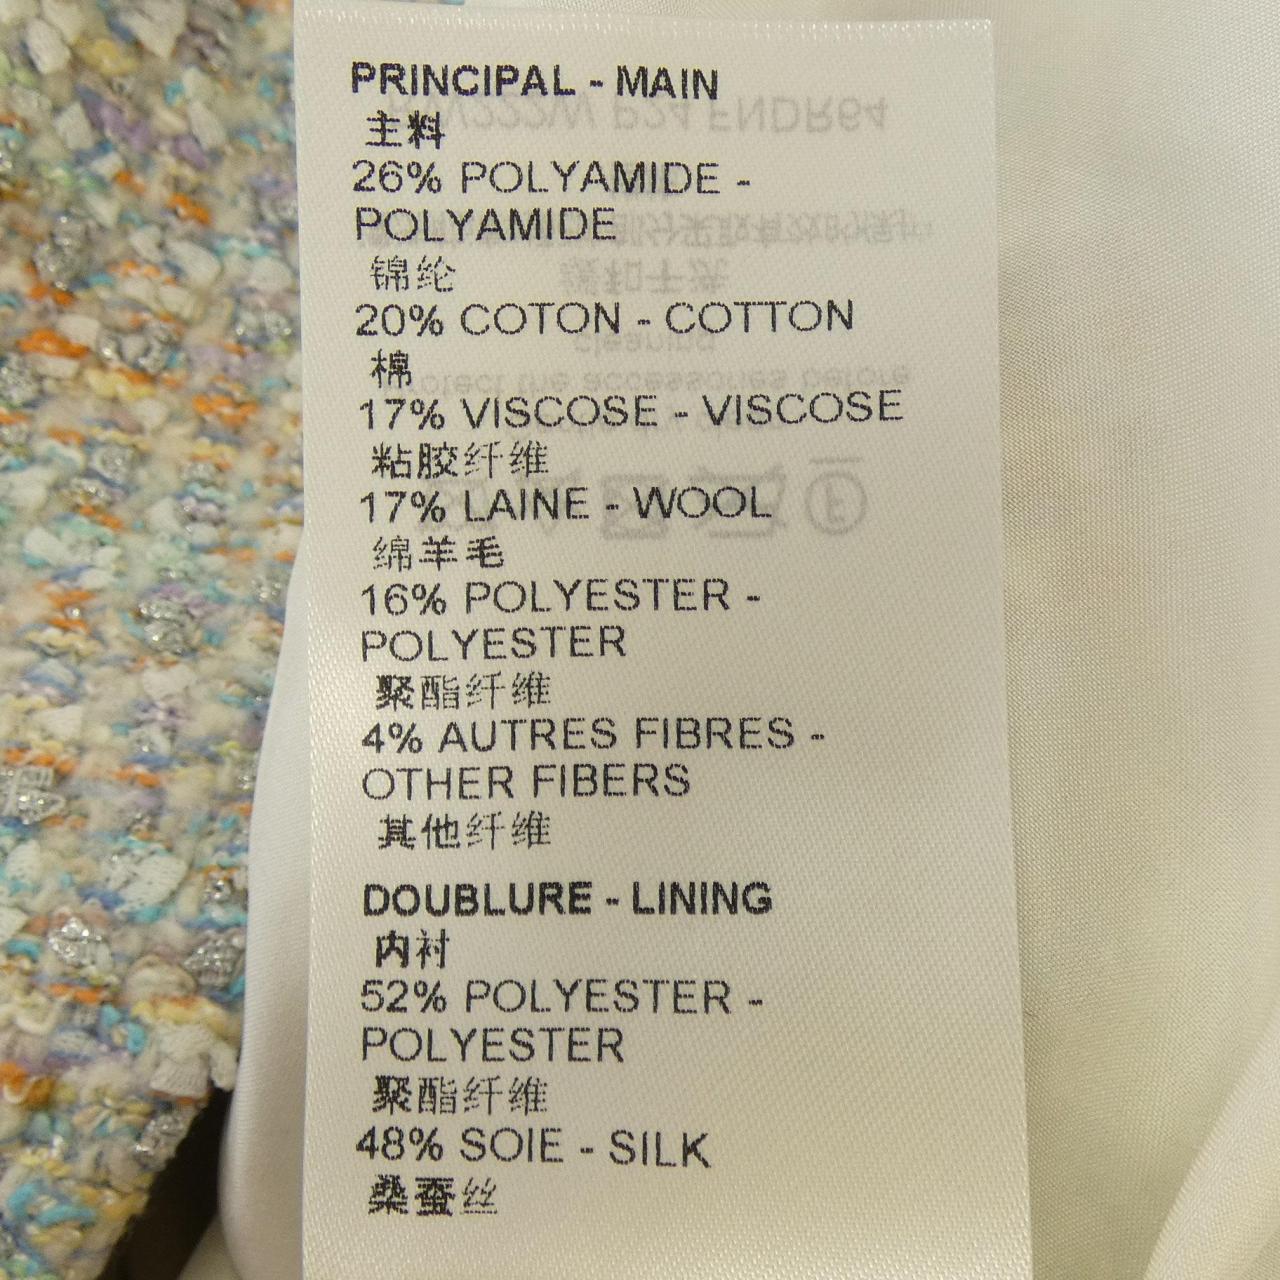 PRINCIPAL - MAIN
主料
26% POLYAMIDE -
POLYAMIDE
锦纶
20% COTON - COTTON
棉
17% VISCOSE - VISCOSE
粘胶纤维
17% LAINE - WOOL
绵羊毛
16% POLYESTER -
POLYESTER
聚酯纤维
4% AUTRES FIBRES -
OTHER FIBERS
其他纤维
DOUBLURE - LINING
内衬
52% POLYESTER -
POLYESTER
聚酯纤维
48% SOIE - SILK
桑蚕丝